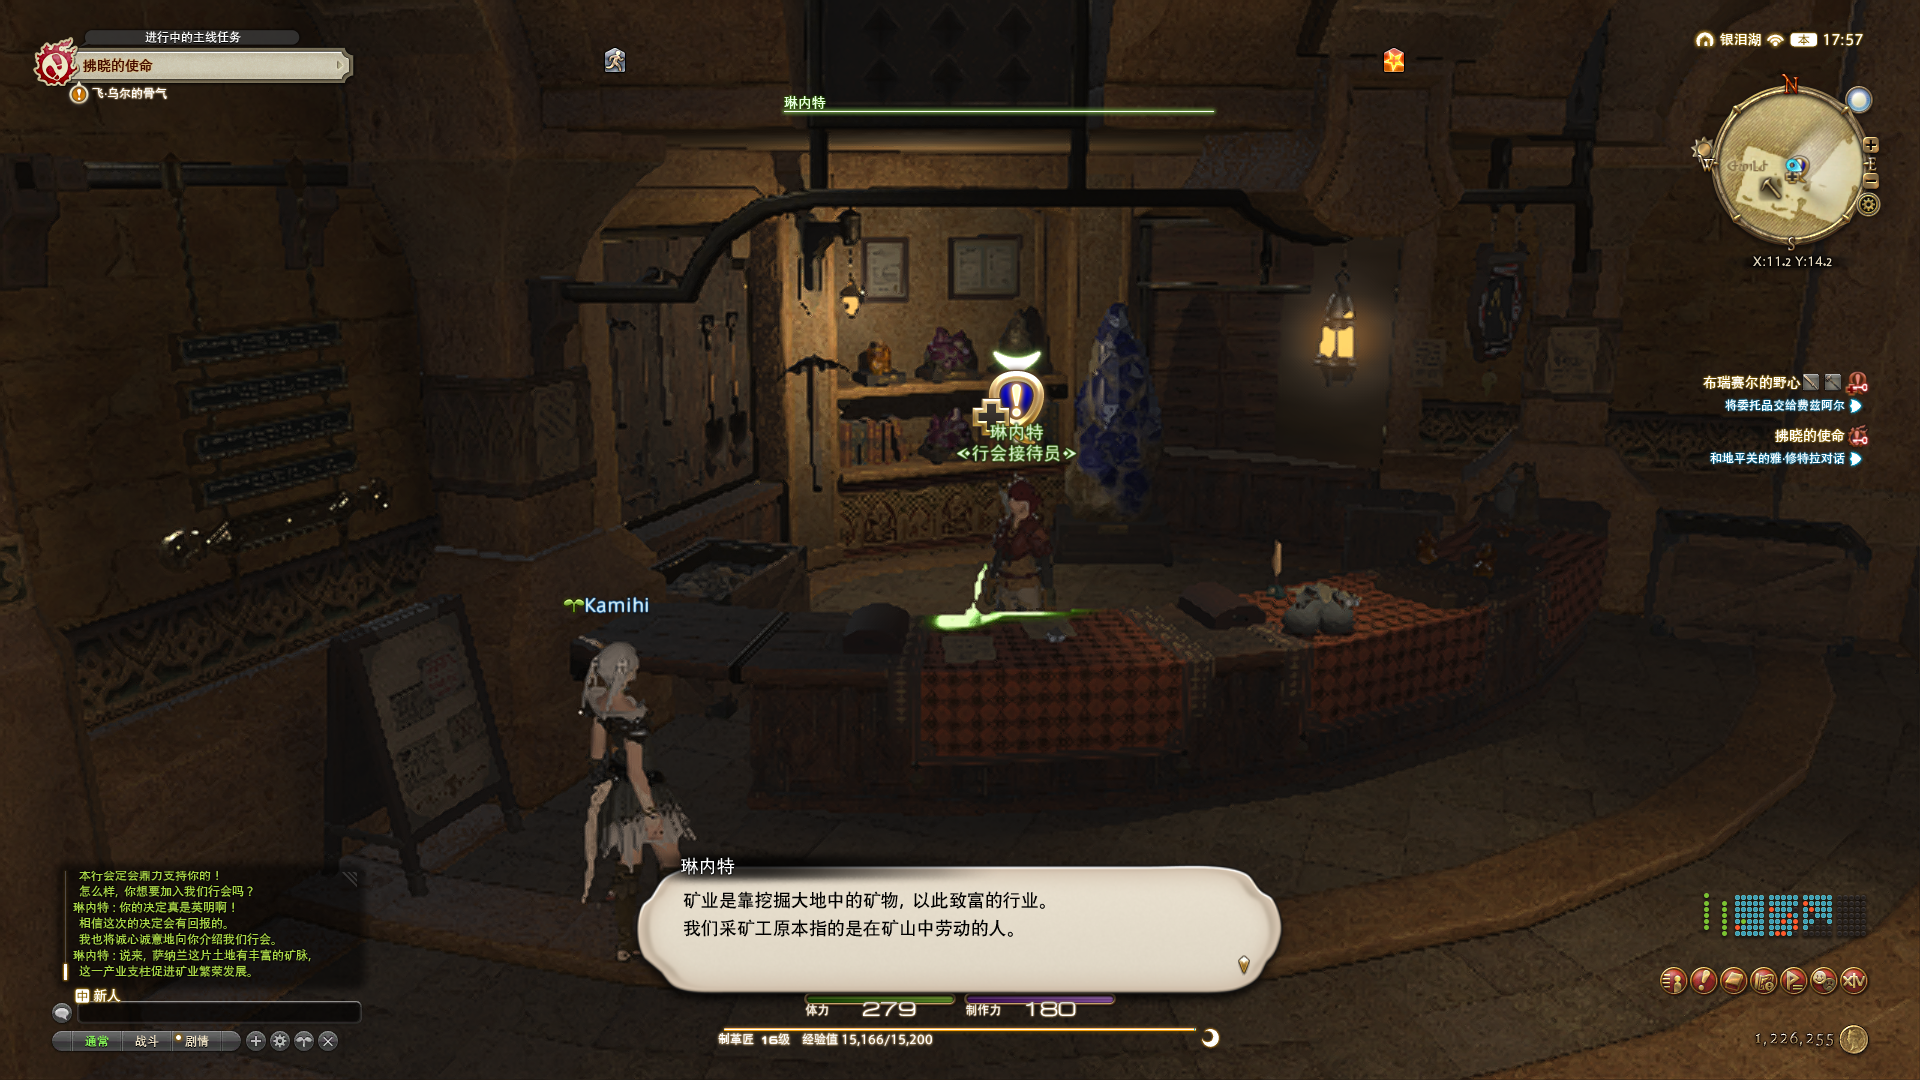 进行中的主线任务
拂晓的使命
飞·乌尔的骨气
琳内特
银泪湖 本 17:57
N
W
E
S
Guild
X:11.2 Y:14.2
布瑞赛尔的野心
将委托品交给费兹阿尔
拂晓的使命
和地平关的雅·修特拉对话
琳内特
«行会接待员»
Kamihi
琳内特
矿业是靠挖掘大地中的矿物，以此致富的行业。
我们采矿工原本指的是在矿山中劳动的人。
本行会定会鼎力支持你的！
怎么样，你想要加入我们行会吗？
琳内特：你的决定真是英明啊！
相信这次的决定会有回报的。
我也将诚心诚意地向你介绍我们行会。
琳内特：说来，萨纳兰这片土地有丰富的矿脉，
这一产业支柱促进矿业繁荣发展。
中 新人
通常 战斗 剧情
体力 279 制作力 180
制革匠 16级 经验值 15,166/15,200
XIV
1,226,255